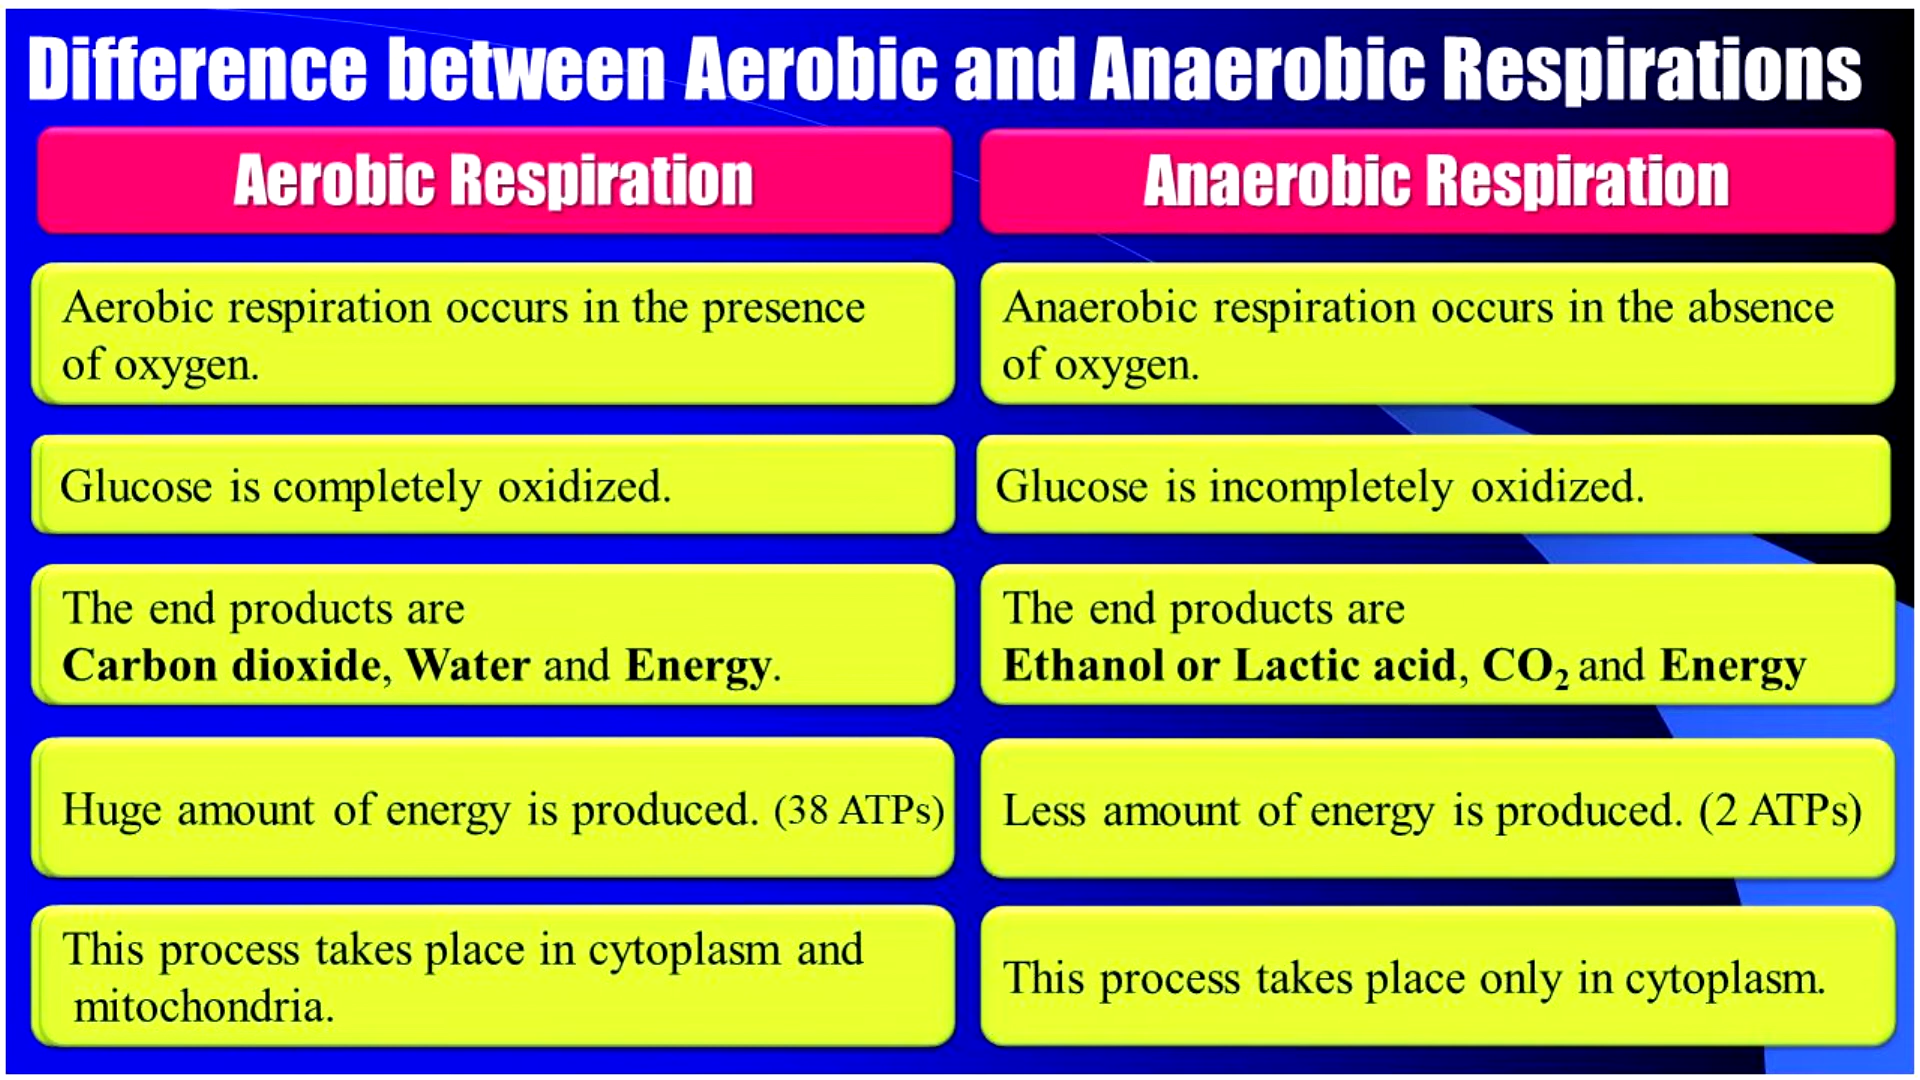 Difference between Aerobic and Anaerobic Respirations
Aerobic Respiration
Anaerobic Respiration
Aerobic respiration occurs in the presence
of oxygen.
Anaerobic respiration occurs in the absence
of oxygen.
Glucose is completely oxidized.
Glucose is incompletely oxidized.
The end products are
Carbon dioxide, Water and Energy.
The end products are
Ethanol or Lactic acid, CO₂ and Energy
Huge amount of energy is produced. (38 ATPs)
Less amount of energy is produced. (2 ATPs)
This process takes place in cytoplasm and
mitochondria.
This process takes place only in cytoplasm.